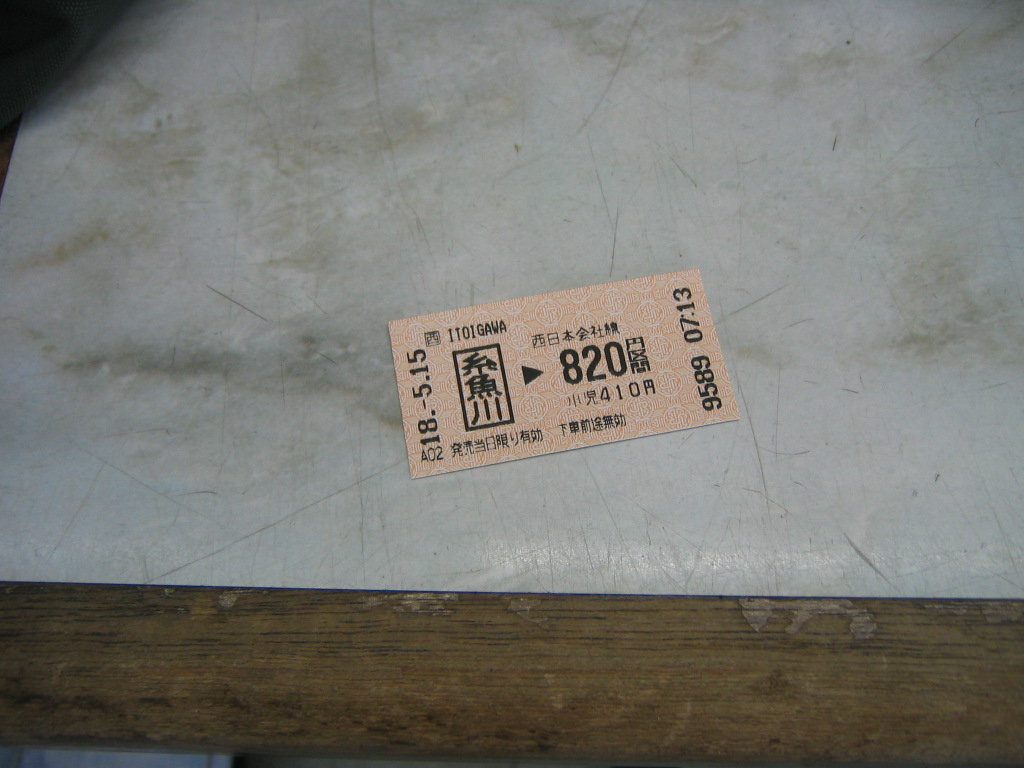 西 ITOIGAWA
西日本会社線
糸魚川 ▶ 820円区間
小児410円
18.-5.15
A02 発売当日限り有効 下車前途無効
9589 07:13